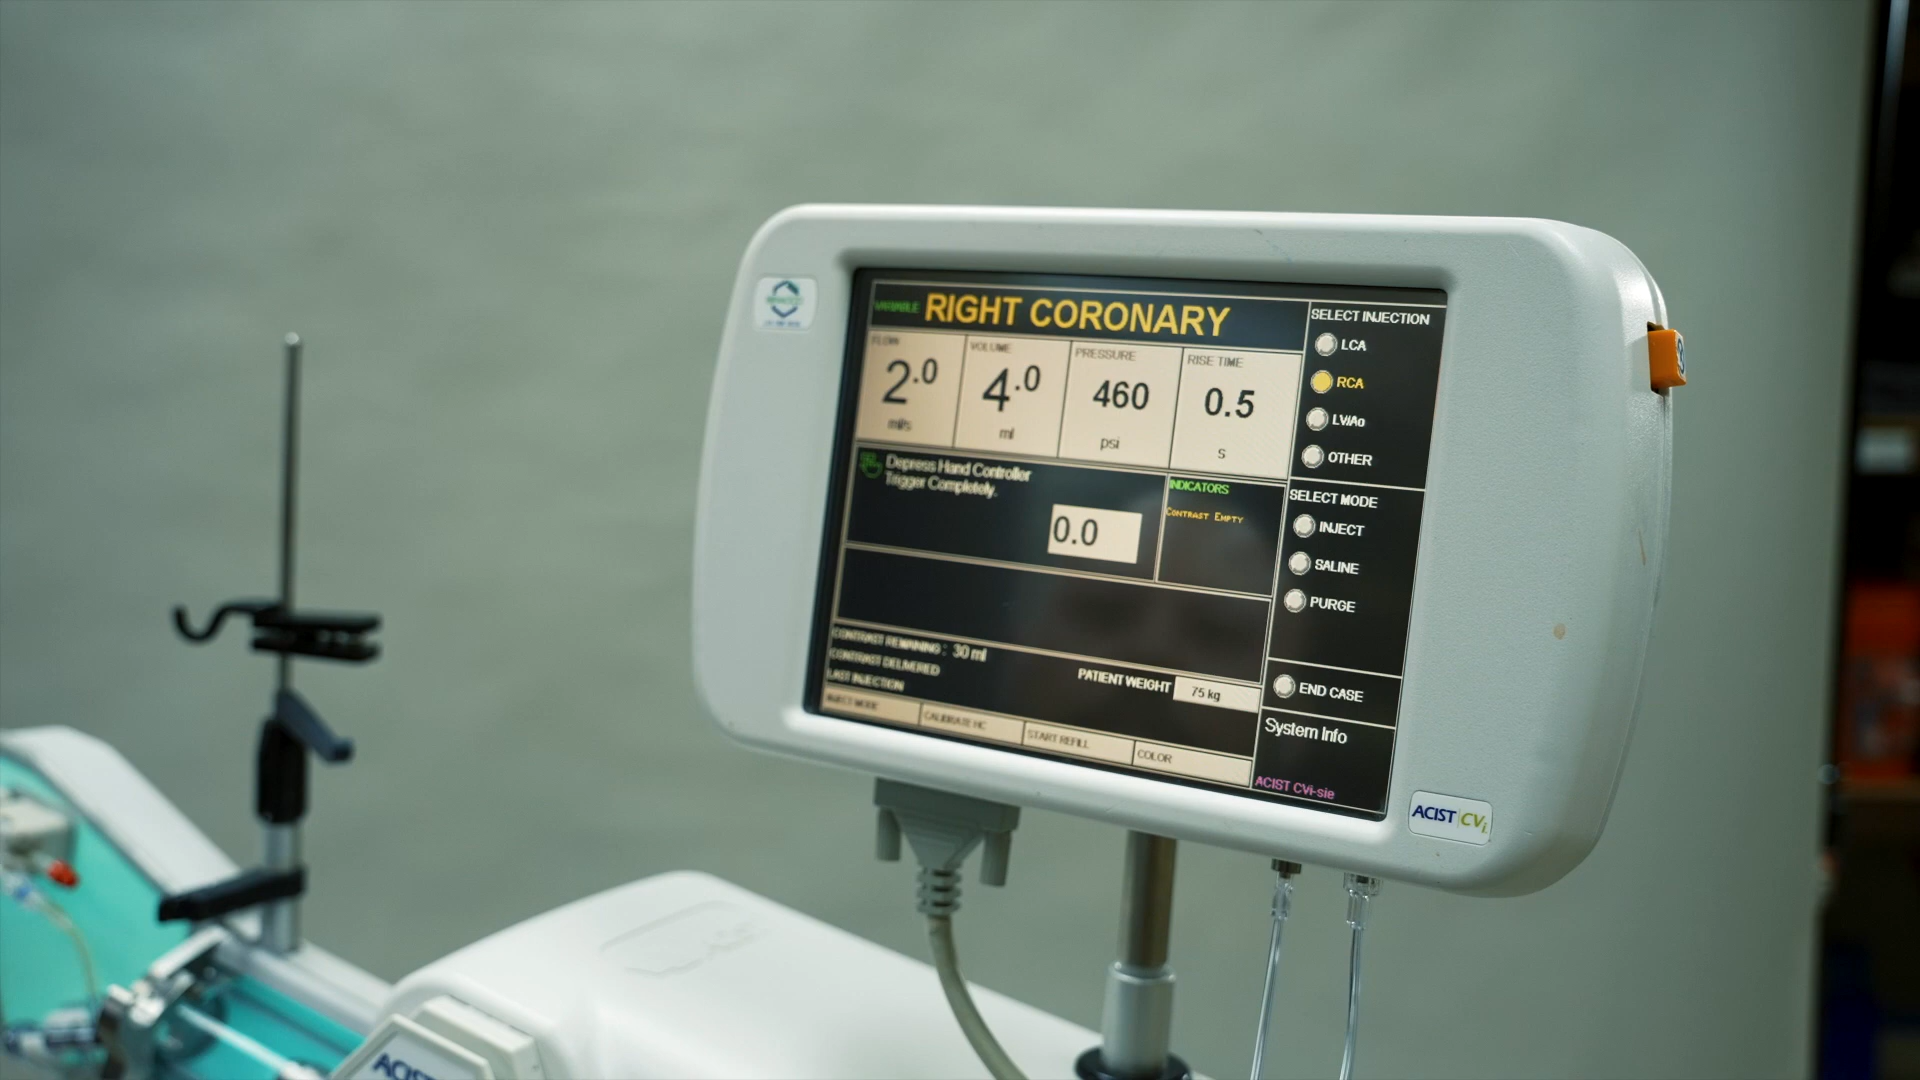 VARIABLE RIGHT CORONARY
FLOW
2.0
ml/s
VOLUME
4.0
ml
PRESSURE
460
psi
RISE TIME
0.5
s
Depress Hand Controller
Trigger Completely.
0.0
INDICATORS
CONTRAST EMPTY
CONTRAST REMAINING : 30 ml
CONTRAST DELIVERED
LAST INJECTION
PATIENT WEIGHT 75 kg
INJECT MODE
CALIBRATE HC
START REFILL
COLOR
SELECT INJECTION
LCA
RCA
LV/Ao
OTHER
SELECT MODE
INJECT
SALINE
PURGE
END CASE
System Info
ACIST CVi-sie
ACIST CVi
ACIST